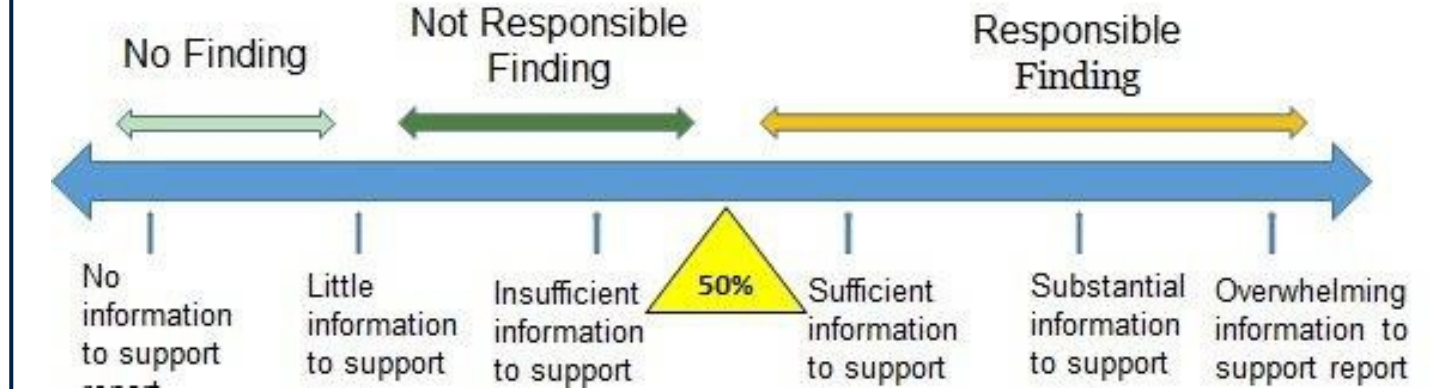 No Finding
Not Responsible
Finding
Responsible
Finding
50%
No
information
to support
Little
information
to support
Insufficient
information
to support
Sufficient
information
to support
Substantial
information
to support
Overwhelming
information to
support report